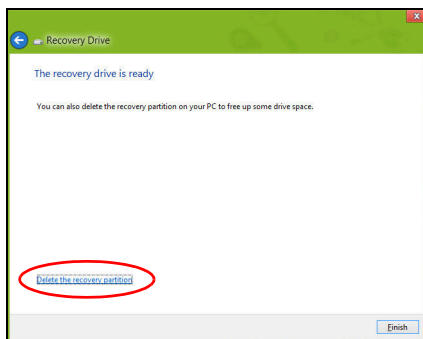 x
Recovery Drive
The recovery drive is ready
You can also delete the recovery partition on your PC to free up some drive space.
Delete the recovery partition
Finish